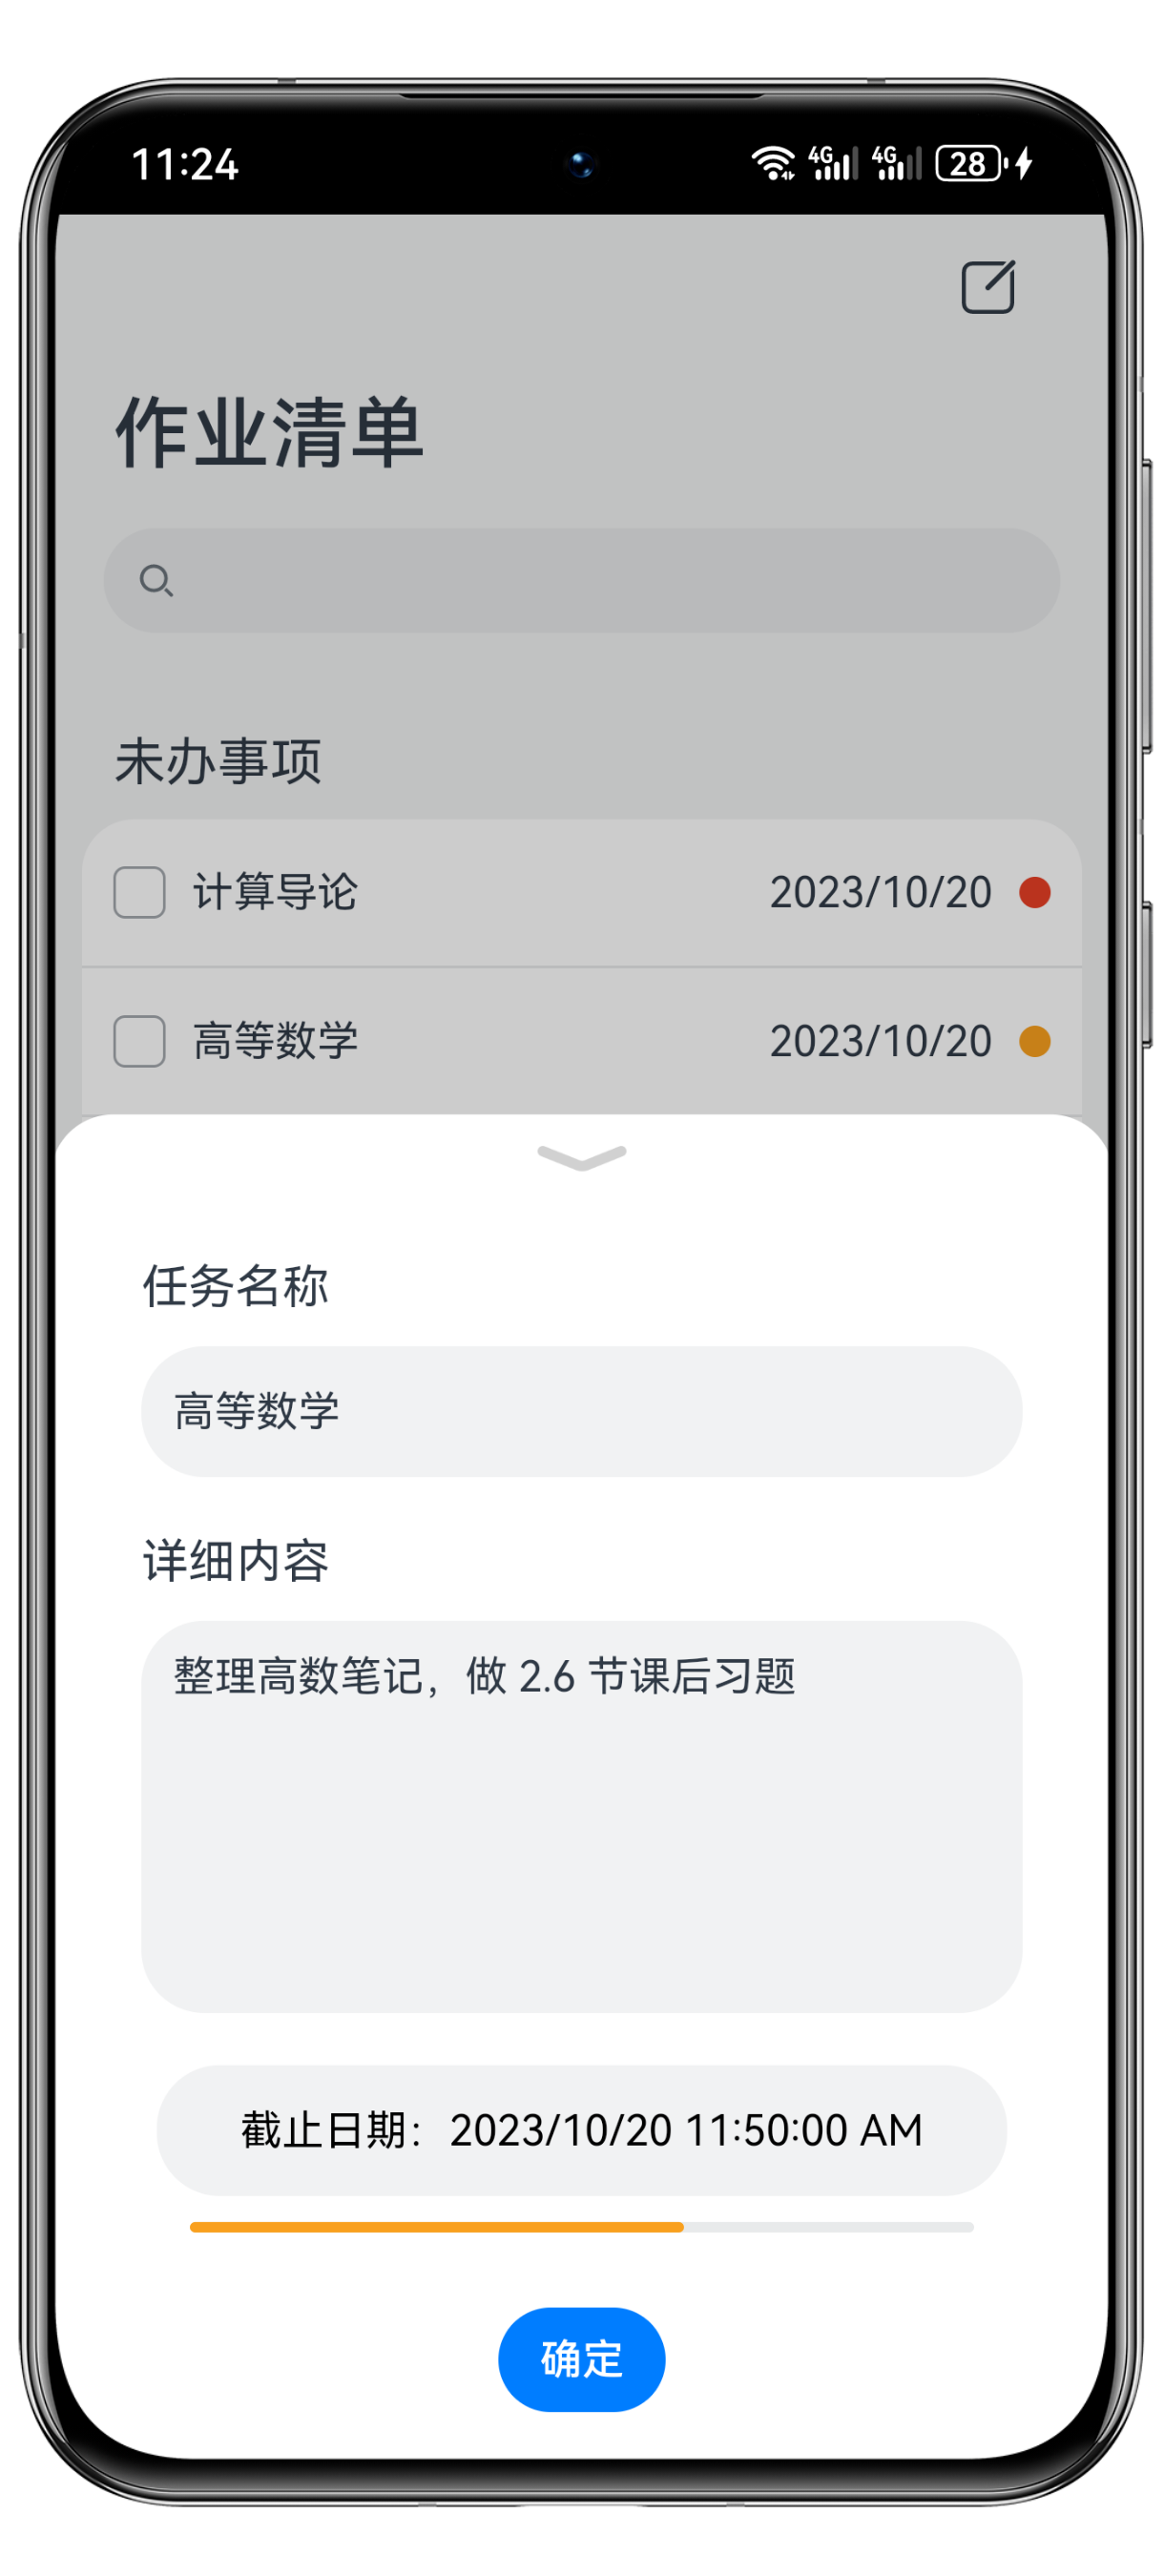 11:24
4G 4G 28
作业清单
未办事项
计算导论 2023/10/20
高等数学 2023/10/20
任务名称
高等数学
详细内容
整理高数笔记，做 2.6 节课后习题
截止日期：2023/10/20 11:50:00 AM
确定